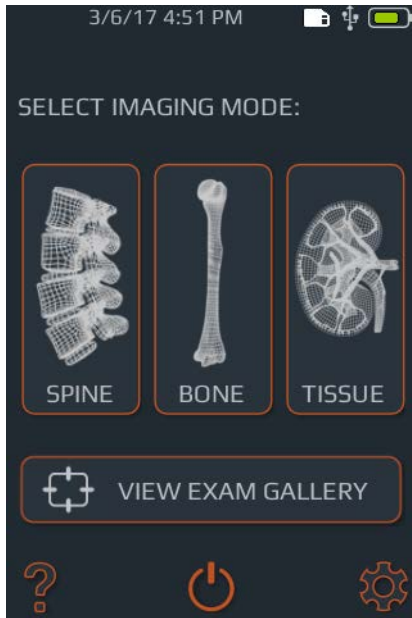 3/6/17 4:51 PM
SELECT IMAGING MODE:
SPINE BONE TISSUE
VIEW EXAM GALLERY
?